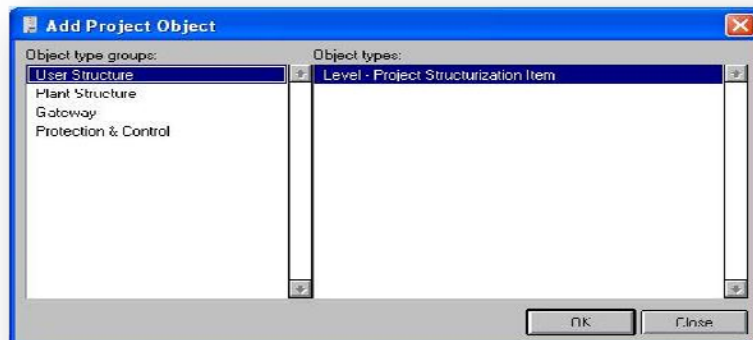 Add Project Object
Object type groups:
User Structure
Plant Structure
Gateway
Protection & Control
Object types:
Level - Project Structurization Item
OK
Close